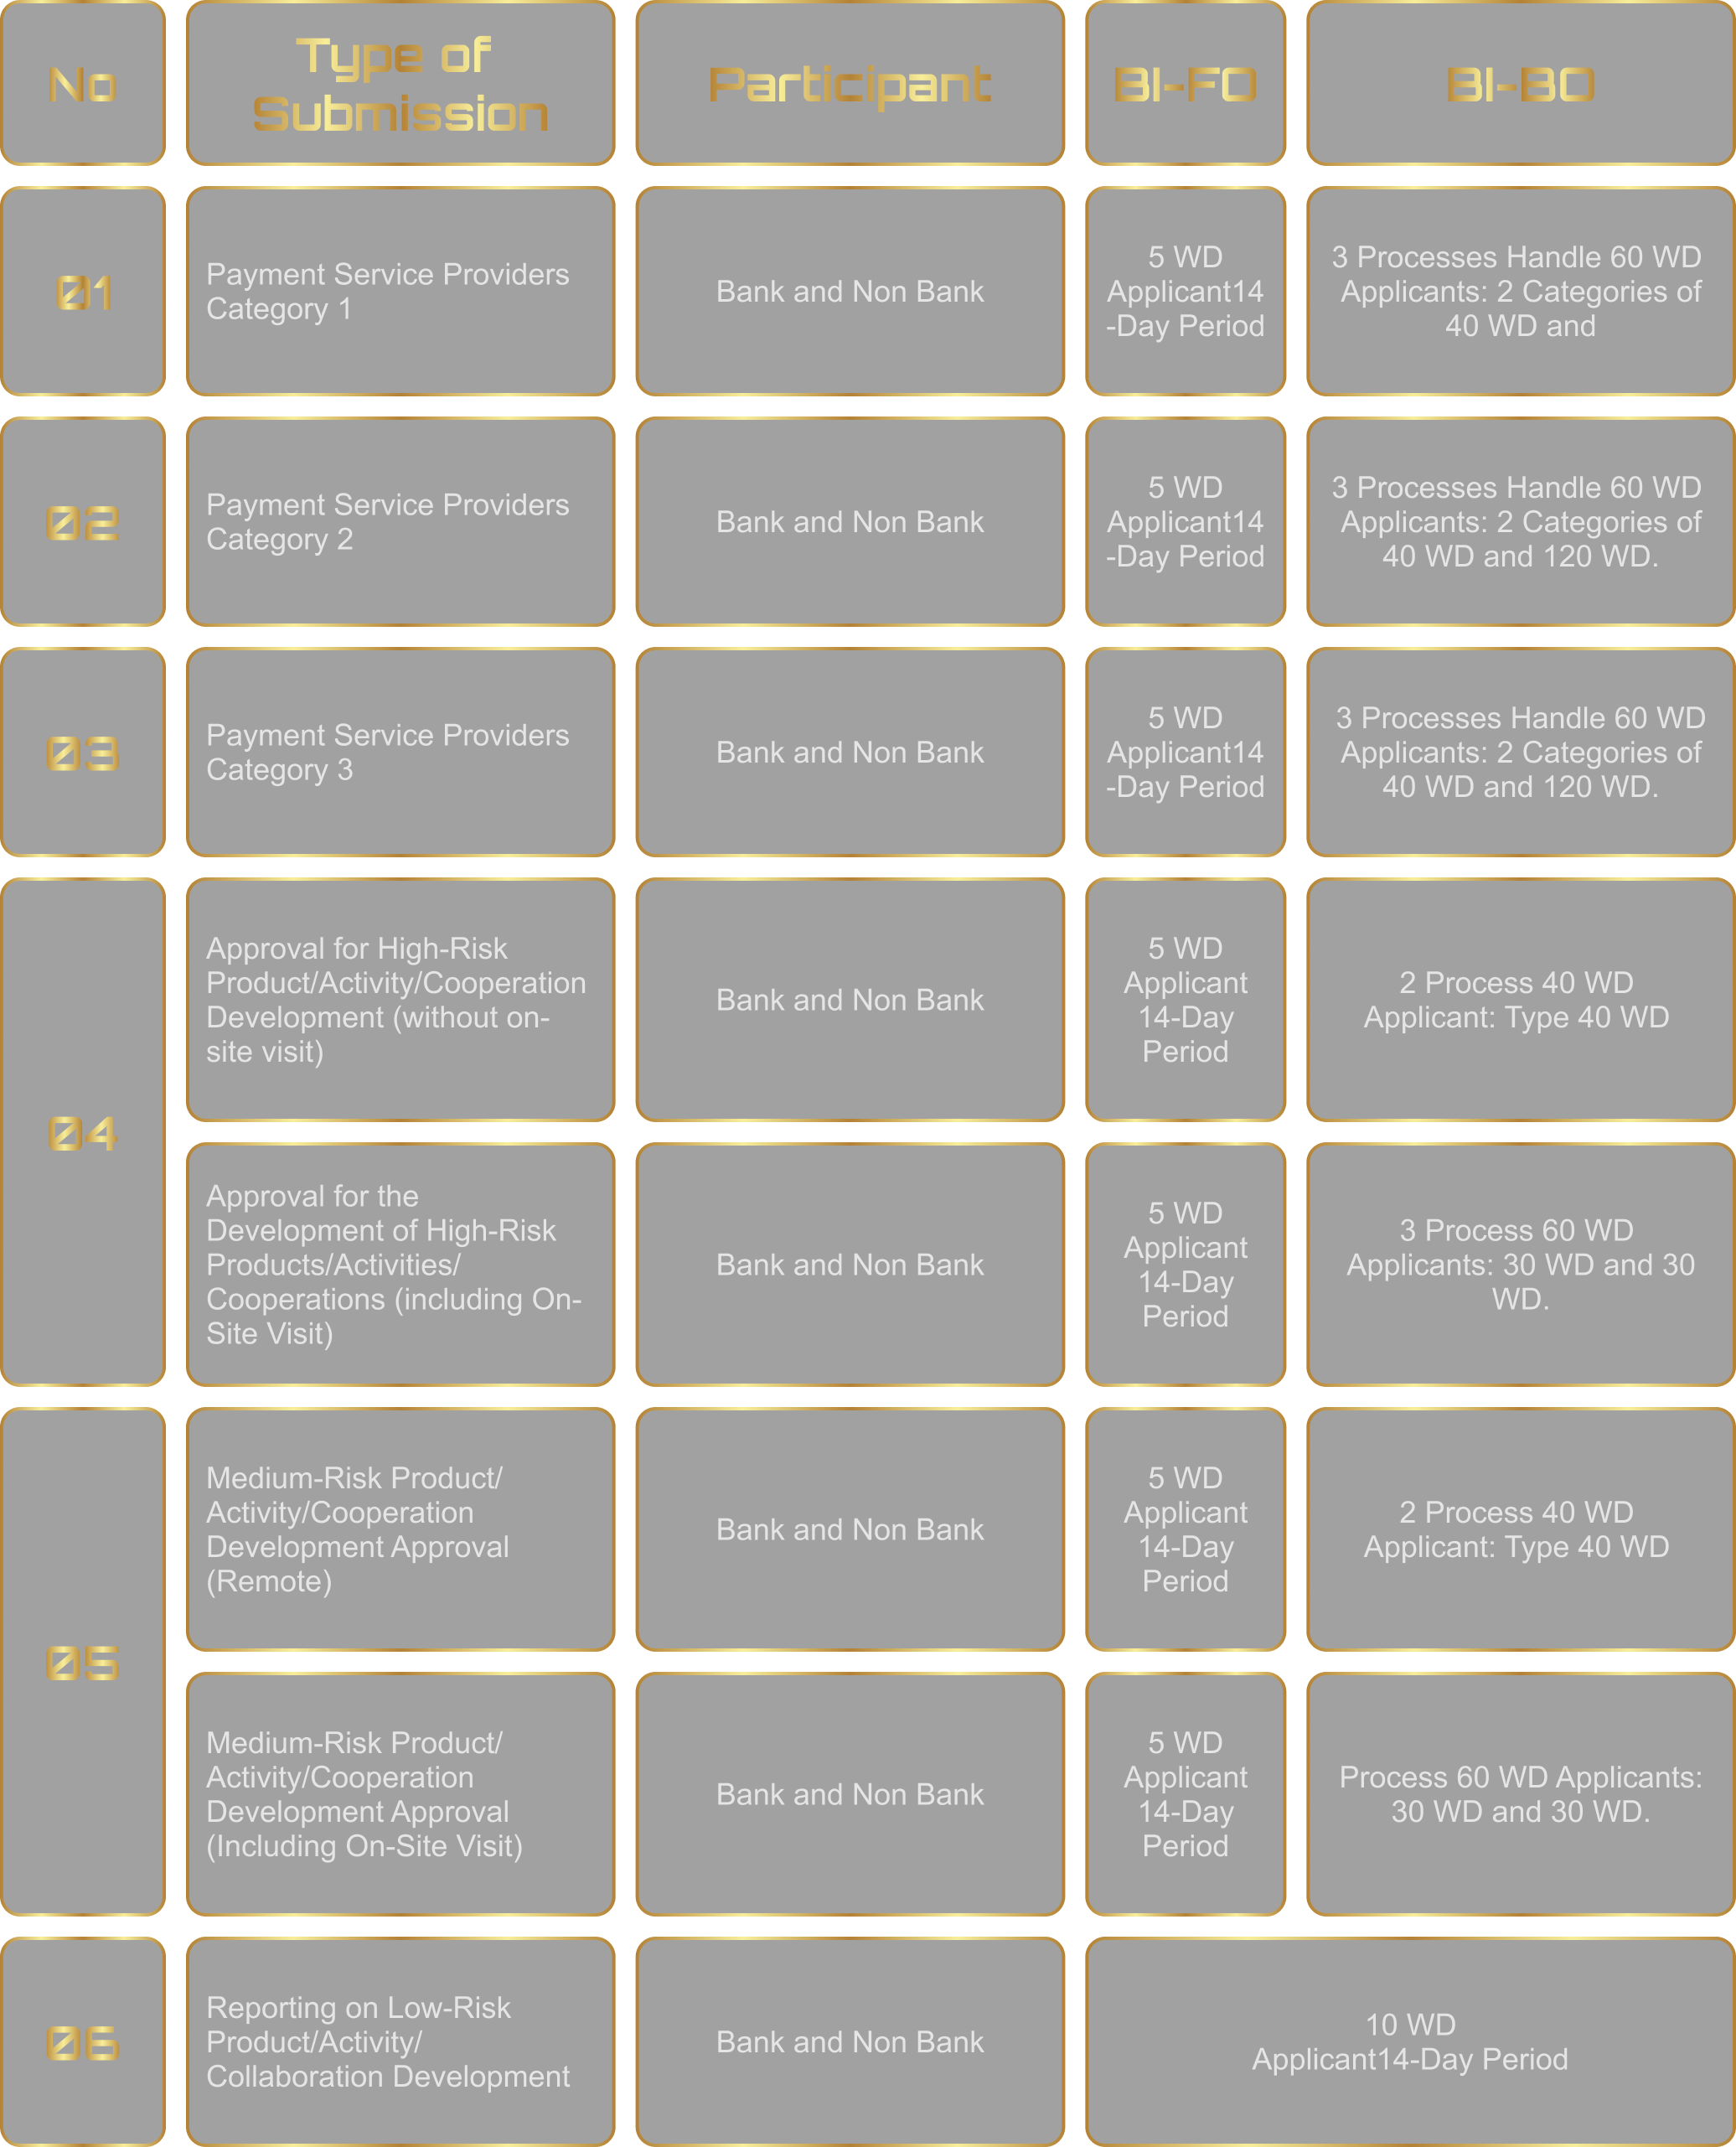 No
Type of
Submission
Participant
BI-FO
BI-BO
01
Payment Service Providers
Category 1
Bank and Non Bank
5 WD
Applicant14
-Day Period
3 Processes Handle 60 WD
Applicants: 2 Categories of
40 WD and
02
Payment Service Providers
Category 2
Bank and Non Bank
5 WD
Applicant14
-Day Period
3 Processes Handle 60 WD
Applicants: 2 Categories of
40 WD and 120 WD.
03
Payment Service Providers
Category 3
Bank and Non Bank
5 WD
Applicant14
-Day Period
3 Processes Handle 60 WD
Applicants: 2 Categories of
40 WD and 120 WD.
04
Approval for High-Risk
Product/Activity/Cooperation
Development (without on-
site visit)
Bank and Non Bank
5 WD
Applicant
14-Day
Period
2 Process 40 WD
Applicant: Type 40 WD
Approval for the
Development of High-Risk
Products/Activities/
Cooperations (including On-
Site Visit)
Bank and Non Bank
5 WD
Applicant
14-Day
Period
3 Process 60 WD
Applicants: 30 WD and 30
WD.
05
Medium-Risk Product/
Activity/Cooperation
Development Approval
(Remote)
Bank and Non Bank
5 WD
Applicant
14-Day
Period
2 Process 40 WD
Applicant: Type 40 WD
Medium-Risk Product/
Activity/Cooperation
Development Approval
(Including On-Site Visit)
Bank and Non Bank
5 WD
Applicant
14-Day
Period
Process 60 WD Applicants:
30 WD and 30 WD.
06
Reporting on Low-Risk
Product/Activity/
Collaboration Development
Bank and Non Bank
10 WD
Applicant14-Day Period